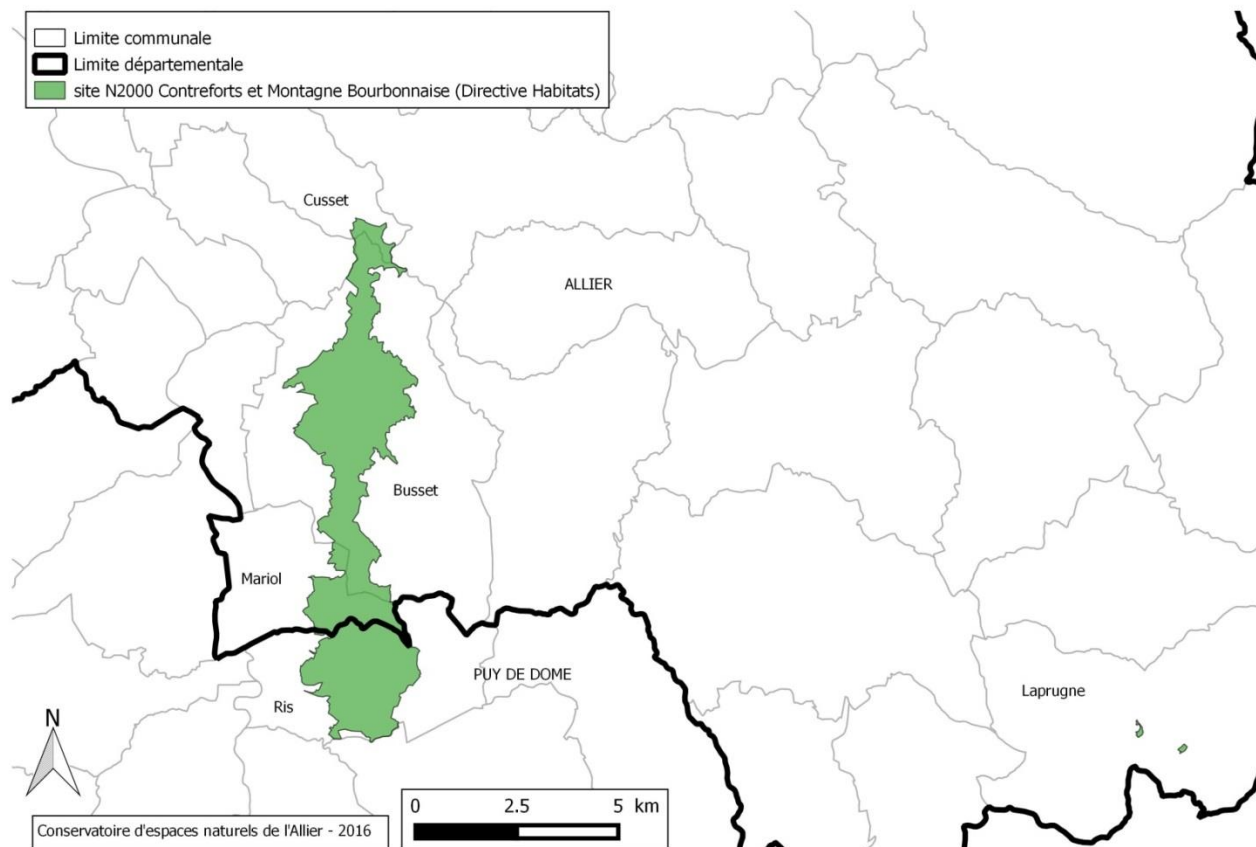 Limite communale
Limite départementale
site N2000 Contreforts et Montagne Bourbonnaise (Directive Habitats)
Cusset
ALLIER
Busset
Mariol
PUY DE DOME
Laprugne
Ris
N
0 2.5 5 km
Conservatoire d'espaces naturels de l'Allier - 2016